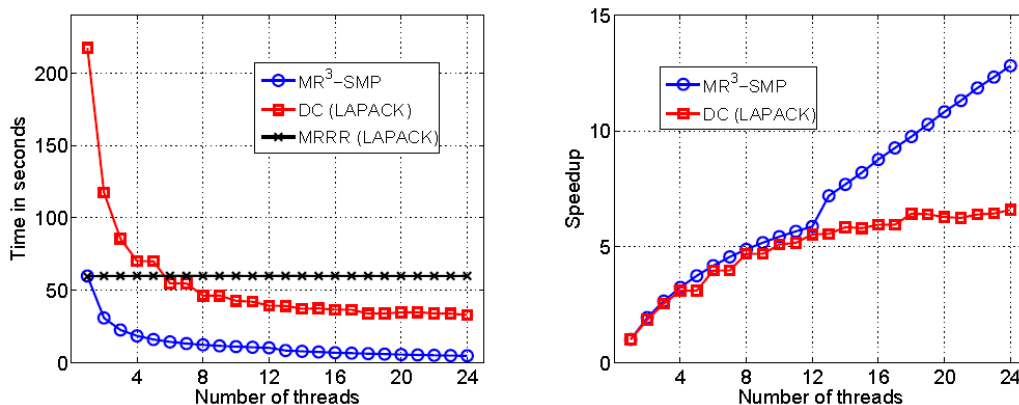 Time in seconds
200
150
100
50
0
MR³-SMP
DC (LAPACK)
MRRR (LAPACK)
4 8 12 16 20 24
Number of threads
Speedup
15
10
5
0
MR³-SMP
DC (LAPACK)
4 8 12 16 20 24
Number of threads